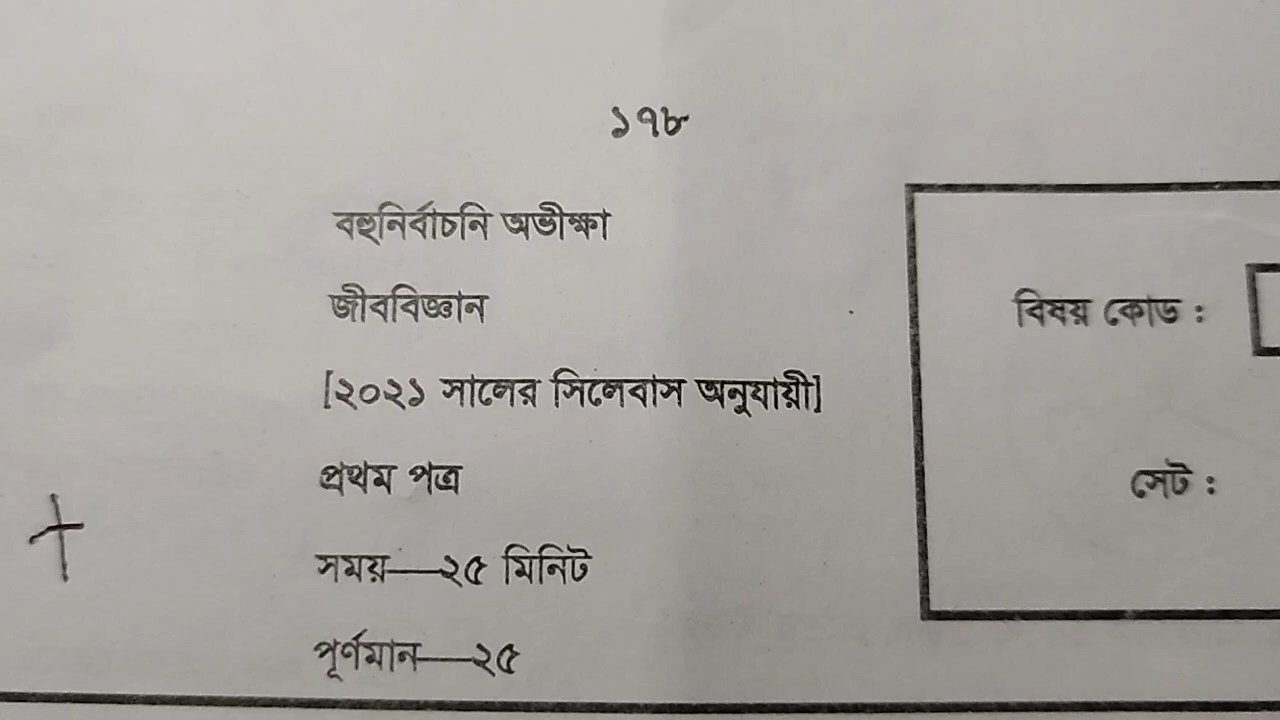 ১৭৮
বহুনির্বাচনি অভীক্ষা
জীববিজ্ঞান
[২০২১ সালের সিলেবাস অনুযায়ী]
প্রথম পত্র
সময়—২৫ মিনিট
পূর্ণমান—২৫
বিষয় কোড :
সেট :